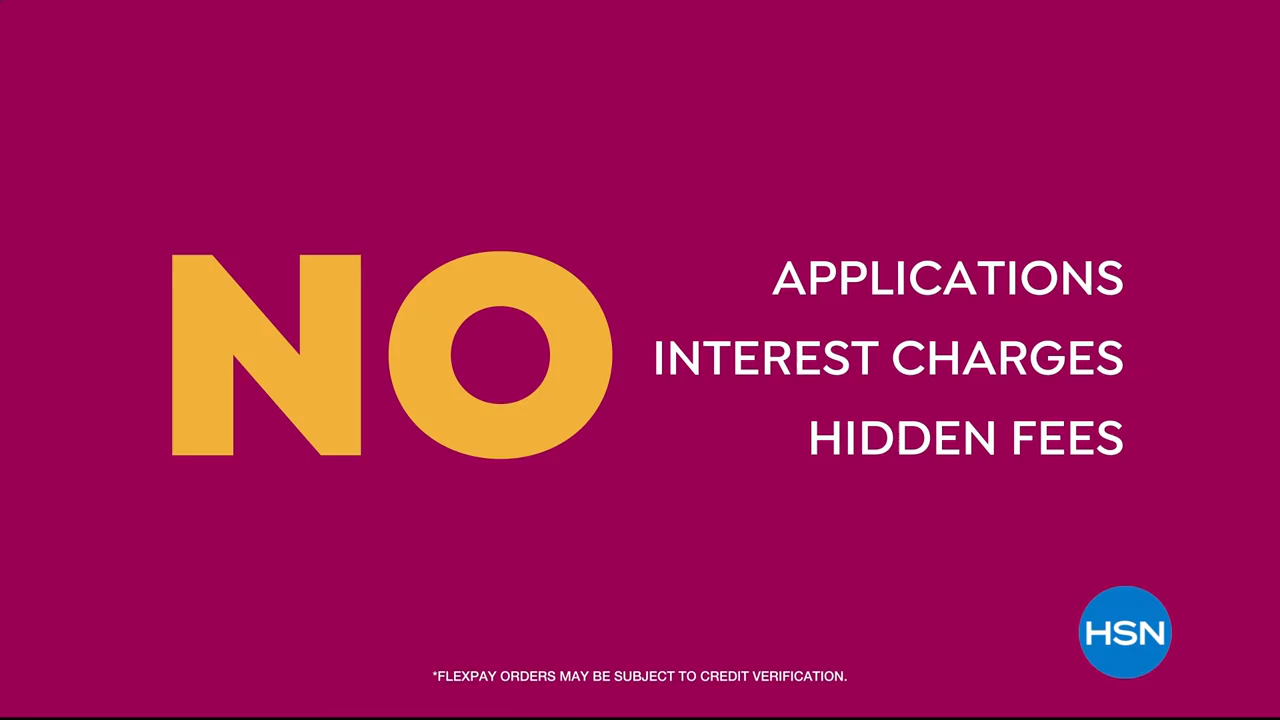 NO
APPLICATIONS
INTEREST CHARGES
HIDDEN FEES
HSN
*FLEXPAY ORDERS MAY BE SUBJECT TO CREDIT VERIFICATION.